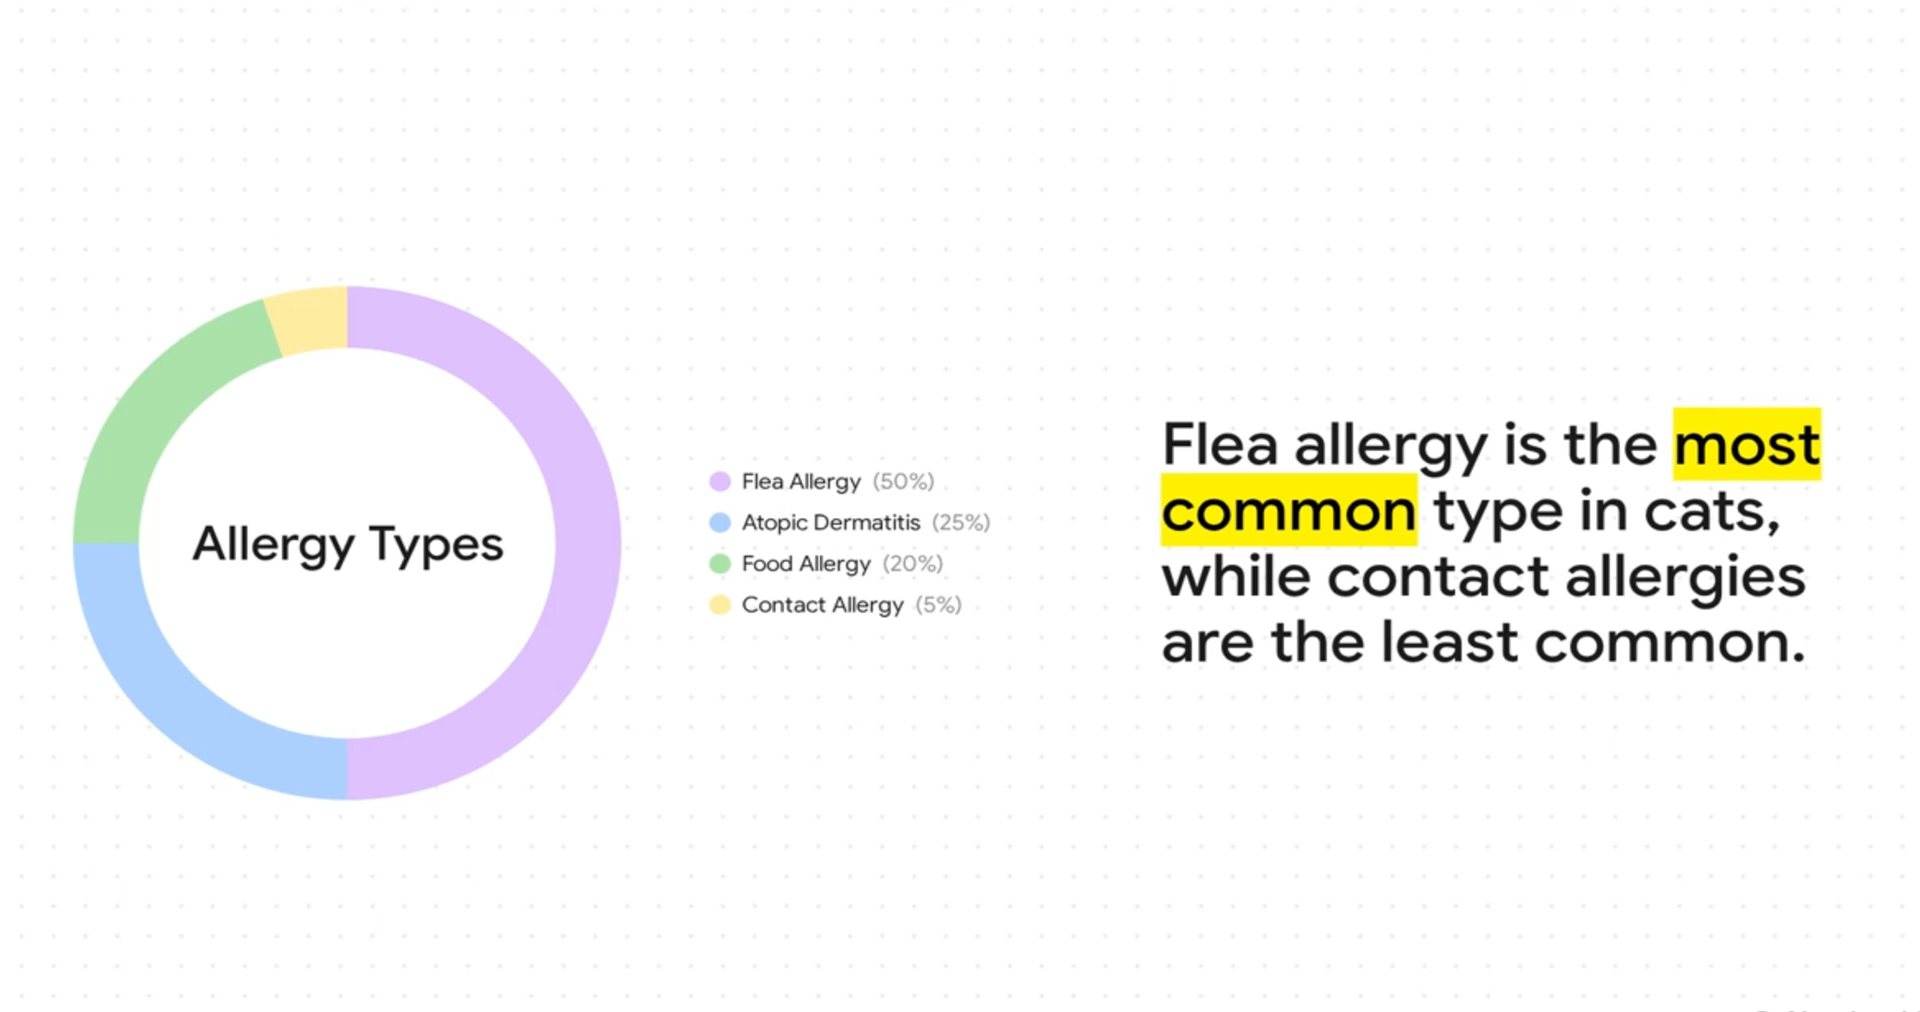 Allergy Types
Flea Allergy (50%)
Atopic Dermatitis (25%)
Food Allergy (20%)
Contact Allergy (5%)
Flea allergy is the most
common type in cats,
while contact allergies
are the least common.